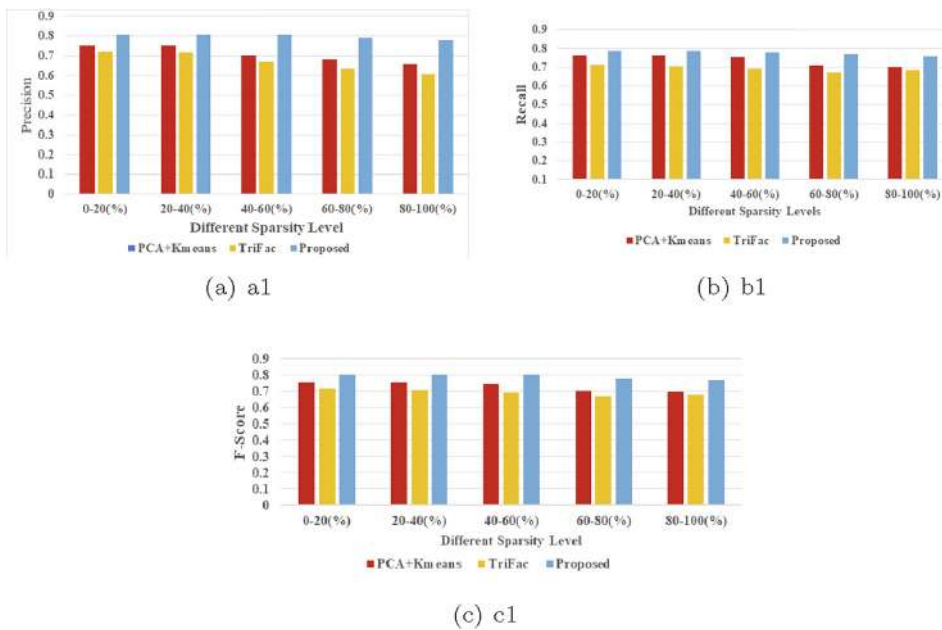 0.9
0.8
0.7
0.6
0.5
0.4
0.3
0.2
0.1
0
Precision
0-20(%) 20-40(%) 40-60(%) 60-80(%) 80-100(%)
Different Sparsity Level
PCA+Kmeans TriFac Proposed
(a) a1
0.9
0.8
0.7
0.6
0.5
0.4
0.3
0.2
0.1
Recall
0-20(%) 20-40(%) 40-60(%) 60-80(%) 80-100(%)
Different Sparsity Levels
PCA+Kmeans TriFac Proposed
(b) b1
0.9
0.8
0.7
0.6
0.5
0.4
0.3
0.2
0.1
0
F-Score
0-20(%) 20-40(%) 40-60(%) 60-80(%) 80-100(%)
Different Sparsity Level
PCA+Kmeans TriFac Proposed
(c) c1